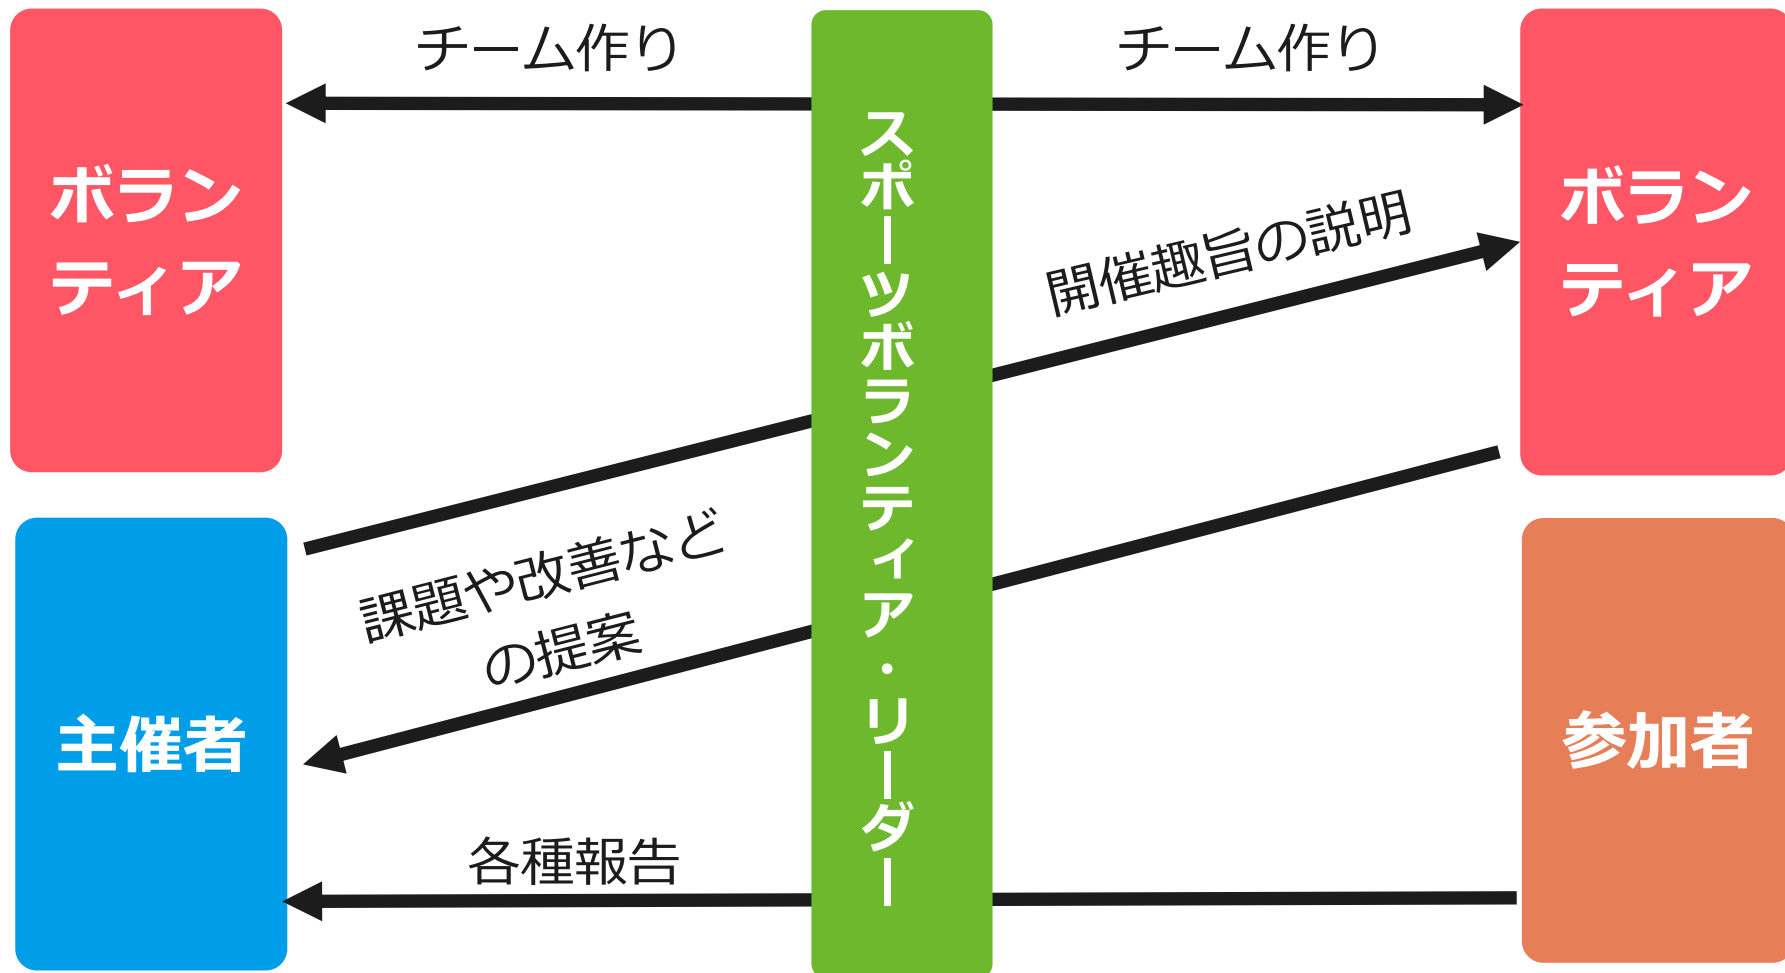 チーム作り
チーム作り
ボラン
ティア
スポーツボランティア・リーダー
ボラン
ティア
開催趣旨の説明
課題や改善など
の提案
主催者
参加者
各種報告